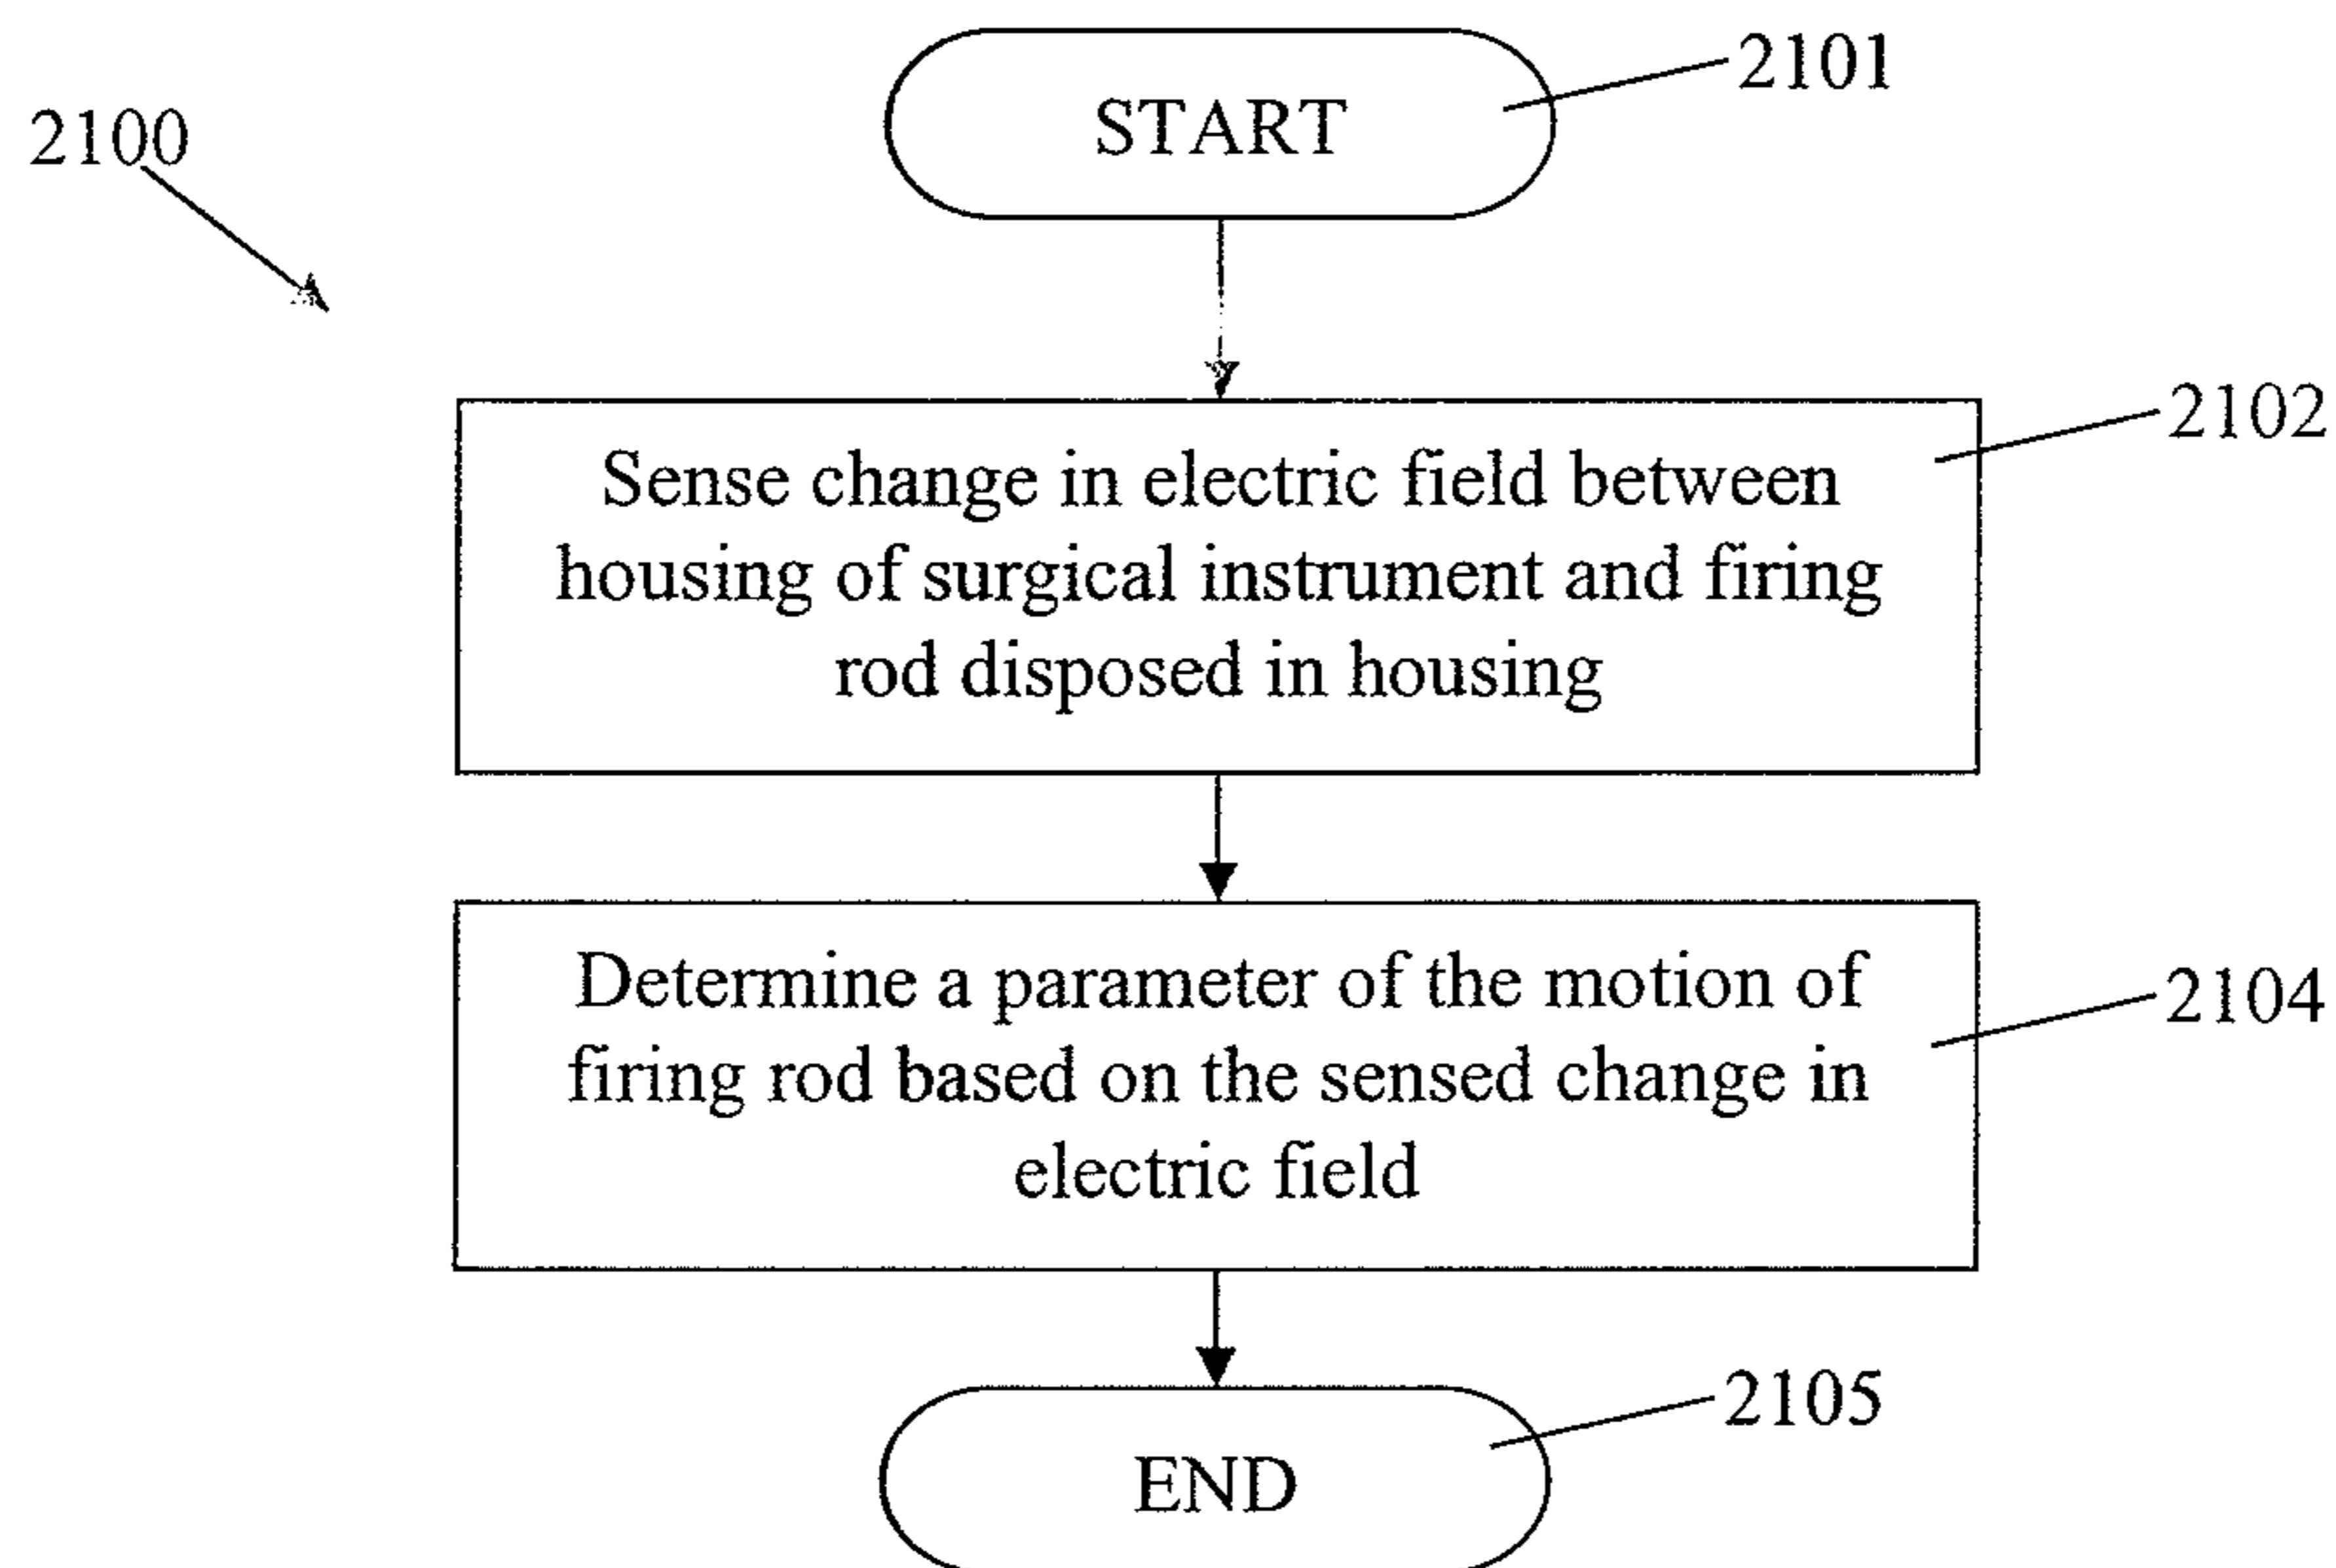 2101
START
2100
2102
Sense change in electric field between
housing of surgical instrument and firing
rod disposed in housing
Determine a parameter of the motion of
firing rod based on the sensed change in
electric field
2104
2105
END